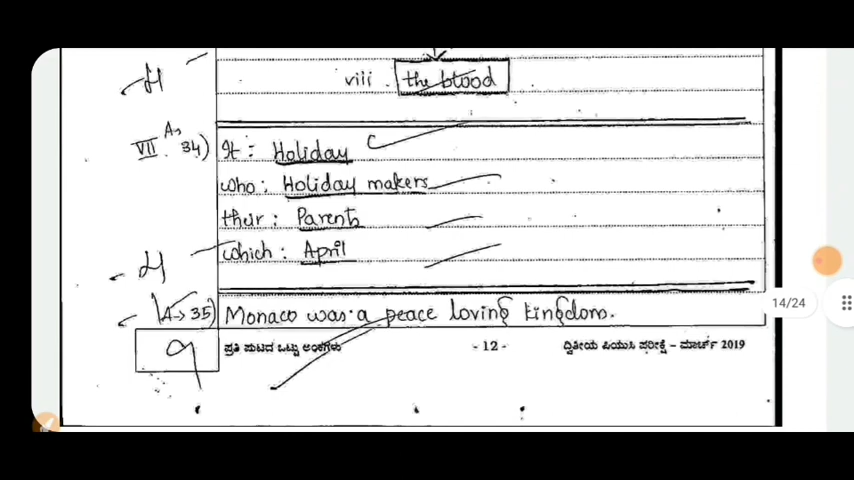 viii . the blood
VII A→ 34) It : Holiday
who : Holiday makers
their : Parents
which : April
A→ 35) Monaco was a peace loving kingdom.
14/24
9 ಪ್ರತಿ ಪುಟದ ಒಟ್ಟು ಅಂಕಗಳು - 12 - ದ್ವಿತೀಯ ಪಿಯುಸಿ ಪರೀಕ್ಷೆ – ಮಾರ್ಚ್ 2019